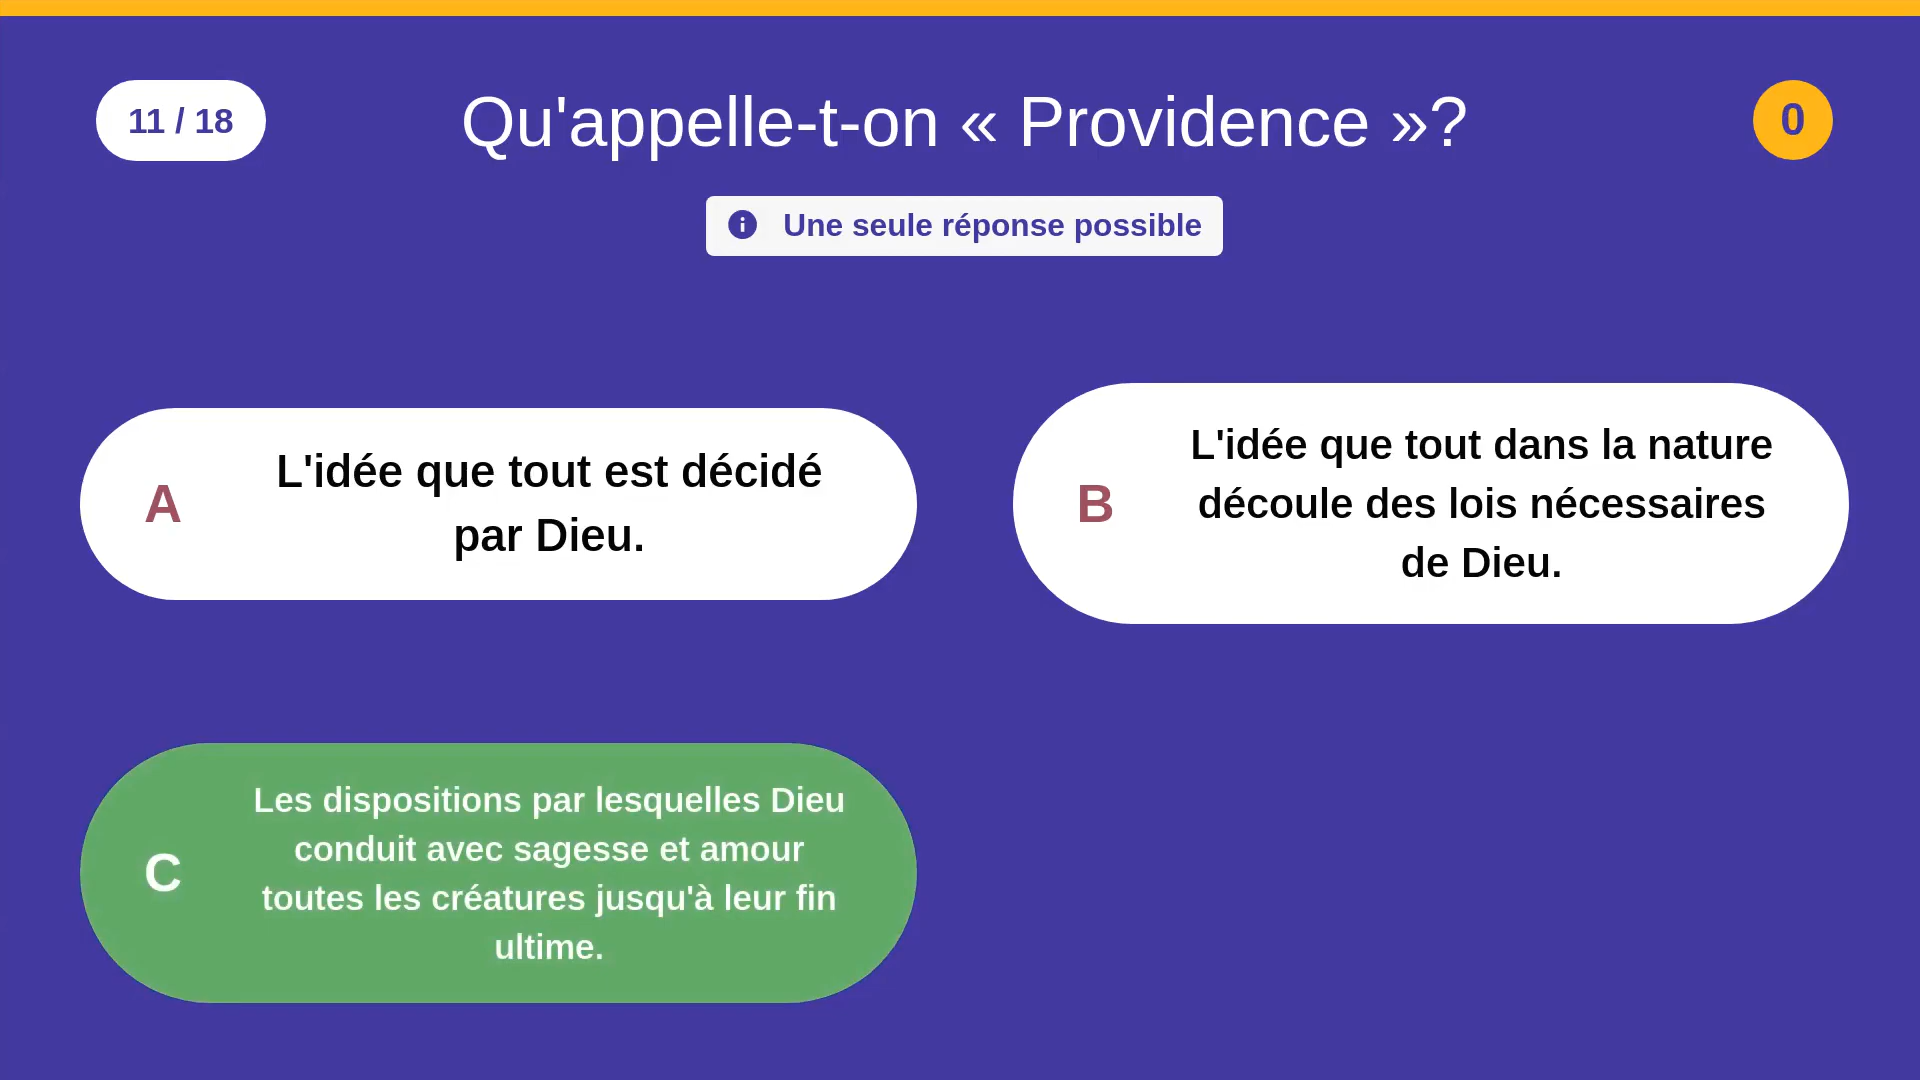 11 / 18
Qu'appelle-t-on « Providence »?
0
Une seule réponse possible
A
L'idée que tout est décidé
par Dieu.
B
L'idée que tout dans la nature
découle des lois nécessaires
de Dieu.
C
Les dispositions par lesquelles Dieu
conduit avec sagesse et amour
toutes les créatures jusqu'à leur fin
ultime.